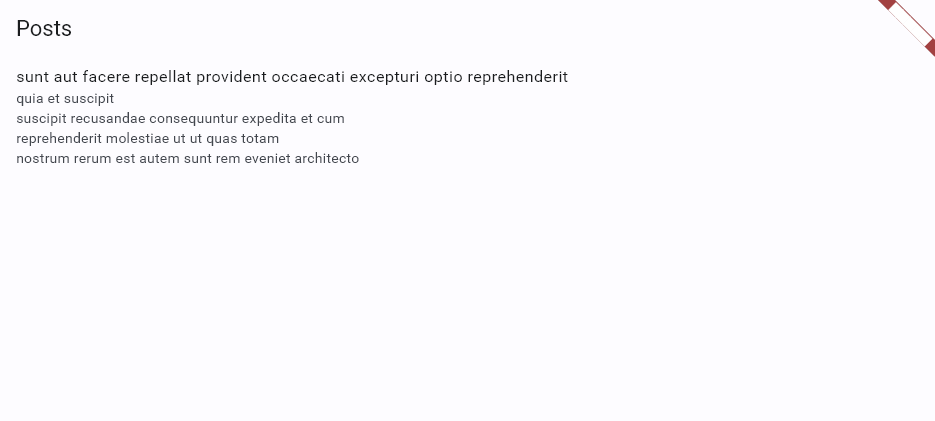 Posts
sunt aut facere repellat provident occaecati excepturi optio reprehenderit
quia et suscipit
suscipit recusandae consequuntur expedita et cum
reprehenderit molestiae ut ut quas totam
nostrum rerum est autem sunt rem eveniet architecto